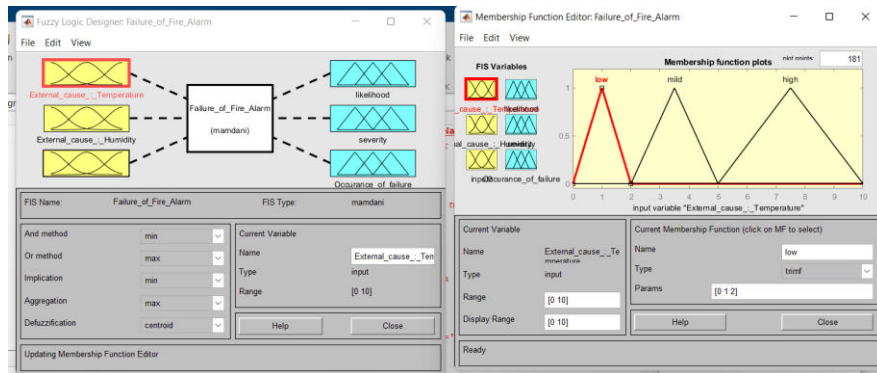 Fuzzy Logic Designer: Failure_of_Fire_Alarm
File Edit View
External_cause_:_Temperature
External_cause_:_Humidity
Failure_of_Fire_Alarm
(mamdani)
likelihood
severity
Occurance of failure
FIS Name: Failure_of_Fire_Alarm FIS Type: mamdani
And method min
Or method max
Implication min
Aggregation max
Defuzzification centroid
Current Variable
Name External_cause_:_Ten
Type input
Range [0 10]
Help Close
Updating Membership Function Editor
Membership Function Editor: Failure_of_Fire_Alarm
File Edit View
FIS Variables
Membership function plots plot points: 181
low mild high
1
0.5
0
0 1 2 3 4 5 6 7 8 9 10
input variable "External_cause_:_Temperature"
Current Variable
Name External_cause_:_Te
mperature
Type input
Range [0 10]
Display Range [0 10]
Current Membership Function (click on MF to select)
Name low
Type trimf
Params [0 1 2]
Help Close
Ready